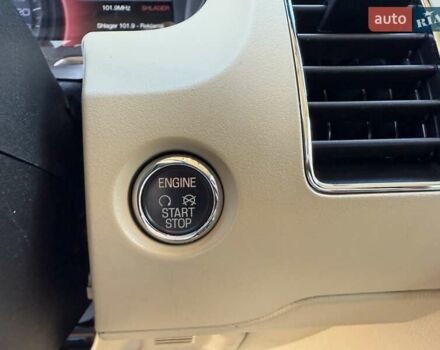 101.9MHz SHLAGER
SHlager 101.9 - Reklama
auto RIA
ENGINE
START
STOP